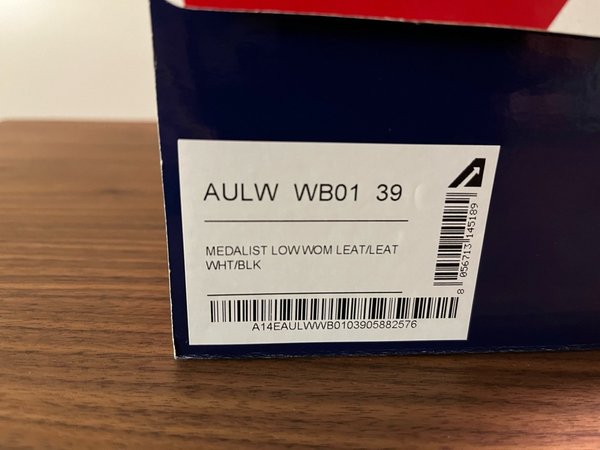 AULW WB01 39
MEDALIST LOW WOM LEAT/LEAT
WHT/BLK
A14EAULWWB0103905882576
8 056713 145189